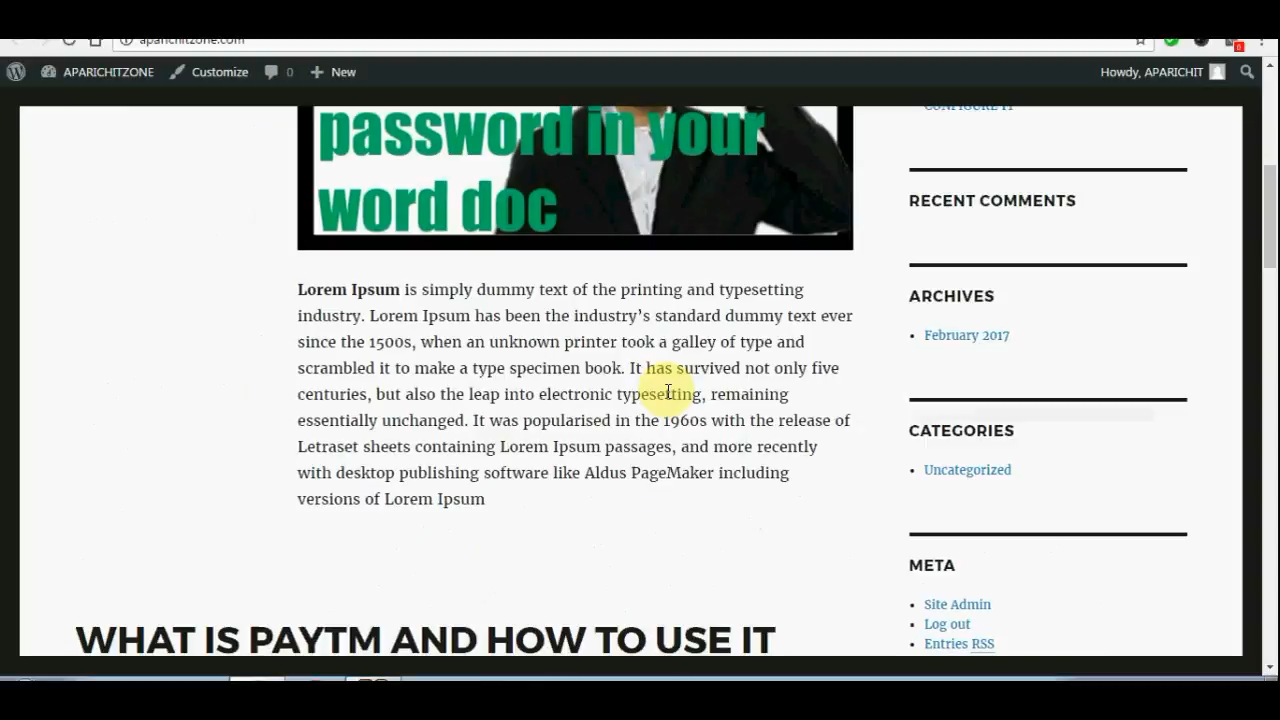 aparichitzone.com
APARICHITZONE Customize 0 New Howdy, APARICHIT
password in your
word doc
Lorem Ipsum is simply dummy text of the printing and typesetting
industry. Lorem Ipsum has been the industry’s standard dummy text ever
since the 1500s, when an unknown printer took a galley of type and
scrambled it to make a type specimen book. It has survived not only five
centuries, but also the leap into electronic typesetting, remaining
essentially unchanged. It was popularised in the 1960s with the release of
Letraset sheets containing Lorem Ipsum passages, and more recently
with desktop publishing software like Aldus PageMaker including
versions of Lorem Ipsum
WHAT IS PAYTM AND HOW TO USE IT
CONFIGURE IT
RECENT COMMENTS
ARCHIVES
February 2017
CATEGORIES
Uncategorized
META
Site Admin
Log out
Entries RSS